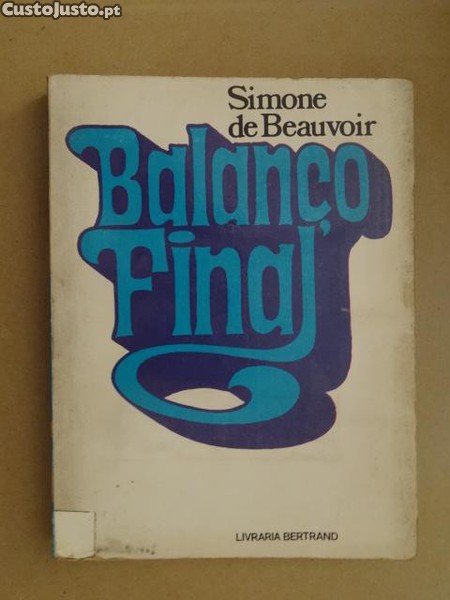 CustoJusto.pt
Simone
de Beauvoir
Balanço
Final
LIVRARIA BERTRAND